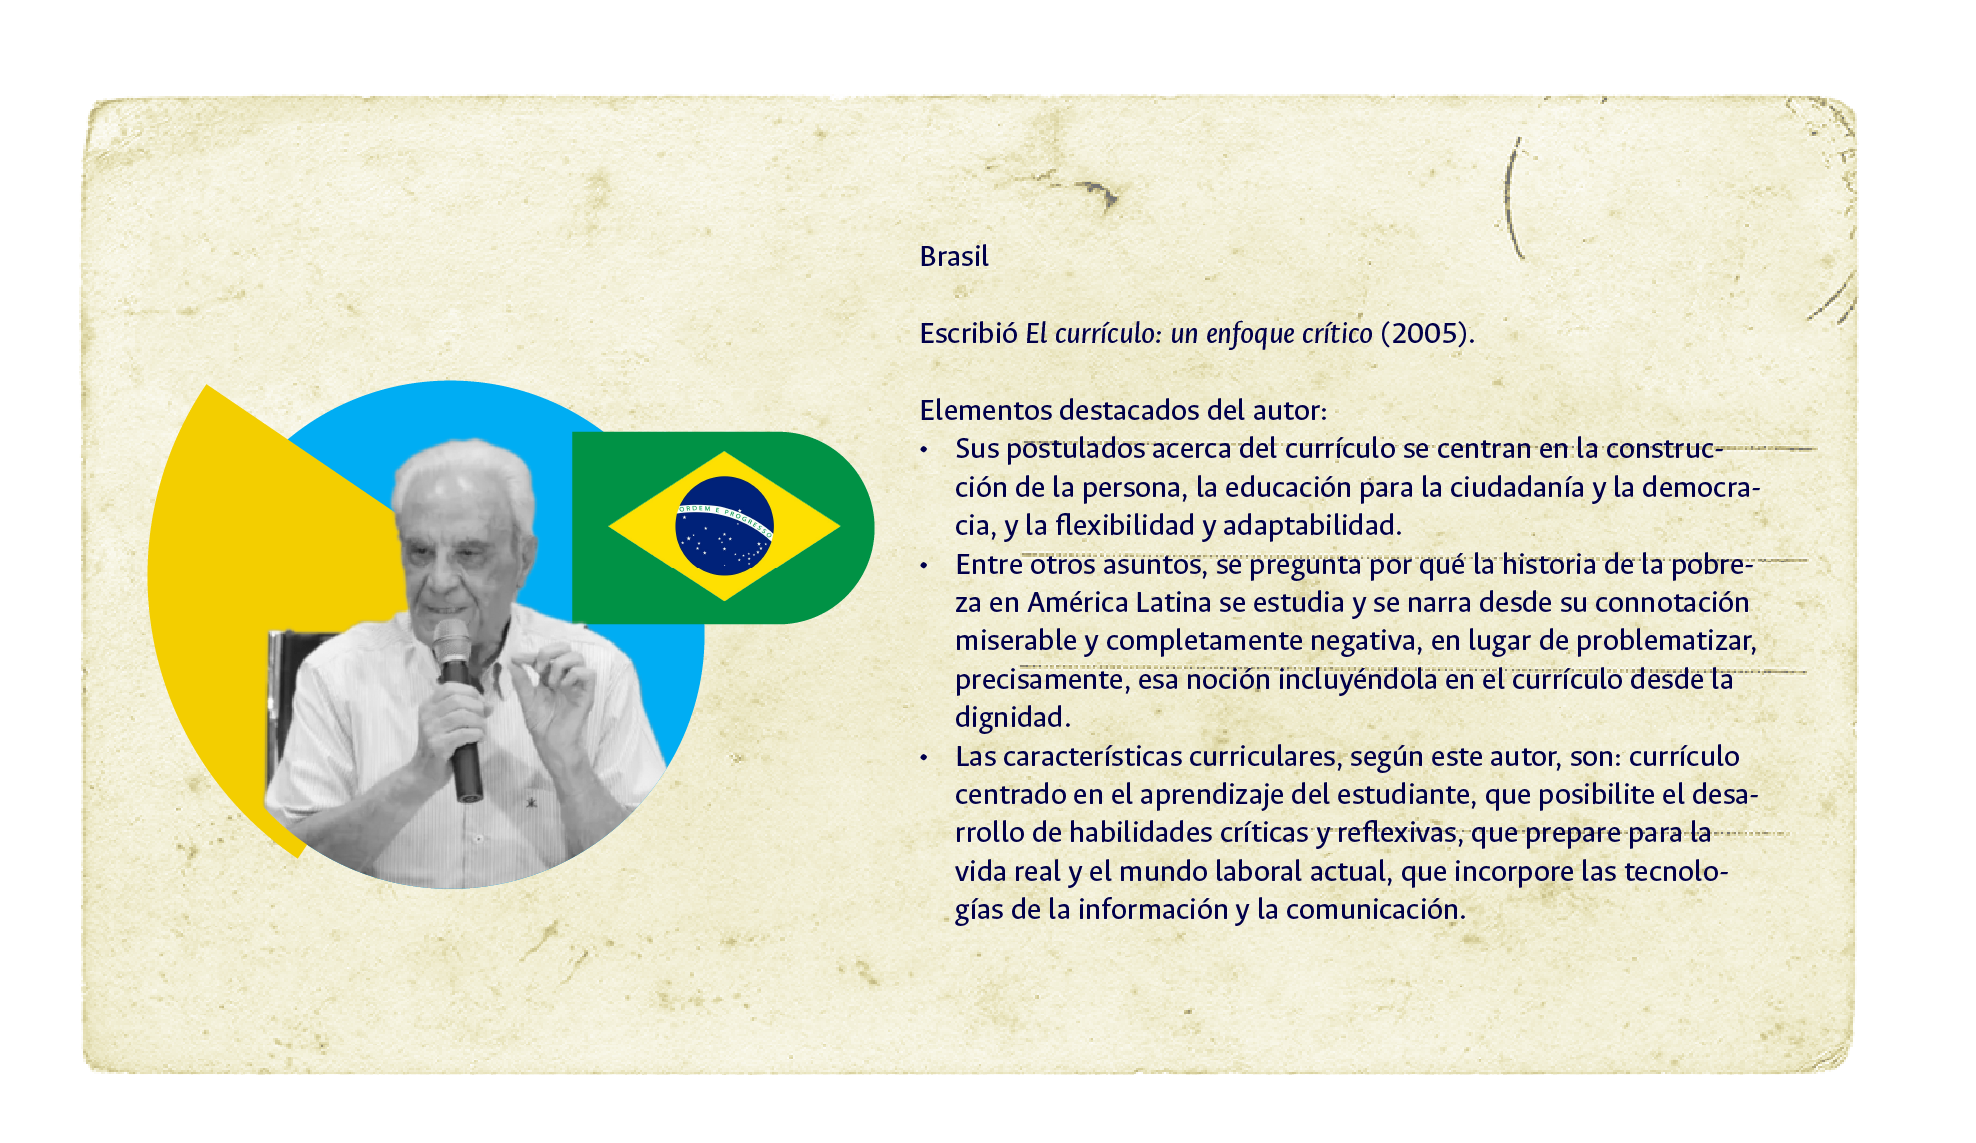 Brasil
Escribió El currículo: un enfoque crítico (2005).
Elementos destacados del autor:
• Sus postulados acerca del currículo se centran en la construc-
ción de la persona, la educación para la ciudadanía y la democra-
cia, y la flexibilidad y adaptabilidad.
• Entre otros asuntos, se pregunta por qué la historia de la pobre-
za en América Latina se estudia y se narra desde su connotación
miserable y completamente negativa, en lugar de problematizar,
precisamente, esa noción incluyéndola en el currículo desde la
dignidad.
• Las características curriculares, según este autor, son: currículo
centrado en el aprendizaje del estudiante, que posibilite el desa-
rrollo de habilidades críticas y reflexivas, que prepare para la
vida real y el mundo laboral actual, que incorpore las tecnolo-
gías de la información y la comunicación.
ORDEM E PROGRESSO